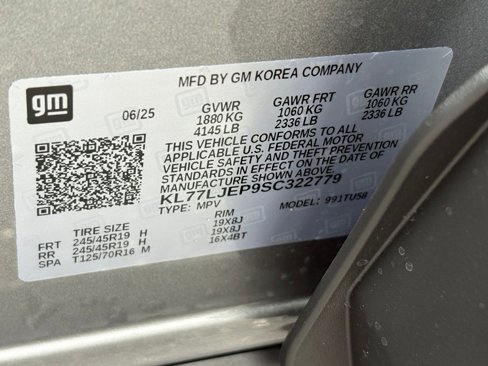 MFD BY GM KOREA COMPANY
gm
06/25 GVWR GAWR FRT GAWR RR
1880 KG 1060 KG 1060 KG
4145 LB 2336 LB 2336 LB
THIS VEHICLE CONFORMS TO ALL
APPLICABLE U.S. FEDERAL MOTOR
VEHICLE SAFETY AND THEFT PREVENTION
STANDARDS IN EFFECT ON THE DATE OF
MANUFACTURE SHOWN ABOVE.
KL77LJEP9SC322779
TYPE: MPV MODEL: 991TU58
TIRE SIZE RIM
FRT 245/45R19 H 19X8J
RR 245/45R19 H 19X8J
SPA T125/70R16 M 16X4BT